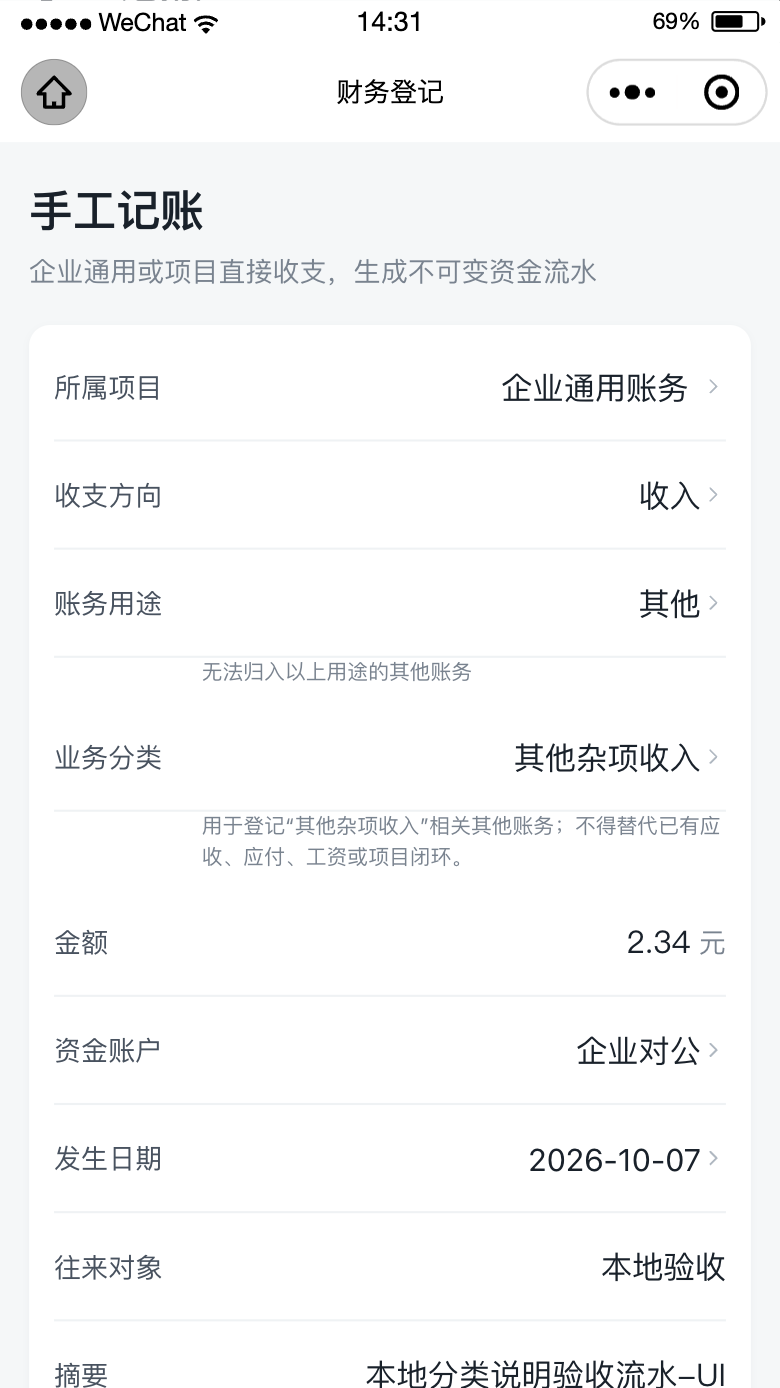 WeChat
14:31
69%
财务登记
手工记账
企业通用或项目直接收支，生成不可变资金流水
所属项目 企业通用账务
收支方向 收入
账务用途 其他
无法归入以上用途的其他账务
业务分类 其他杂项收入
用于登记“其他杂项收入”相关其他账务；不得替代已有应
收、应付、工资或项目闭环。
金额 2.34 元
资金账户 企业对公
发生日期 2026-10-07
往来对象 本地验收
摘要 本地分类说明验收流水-UI